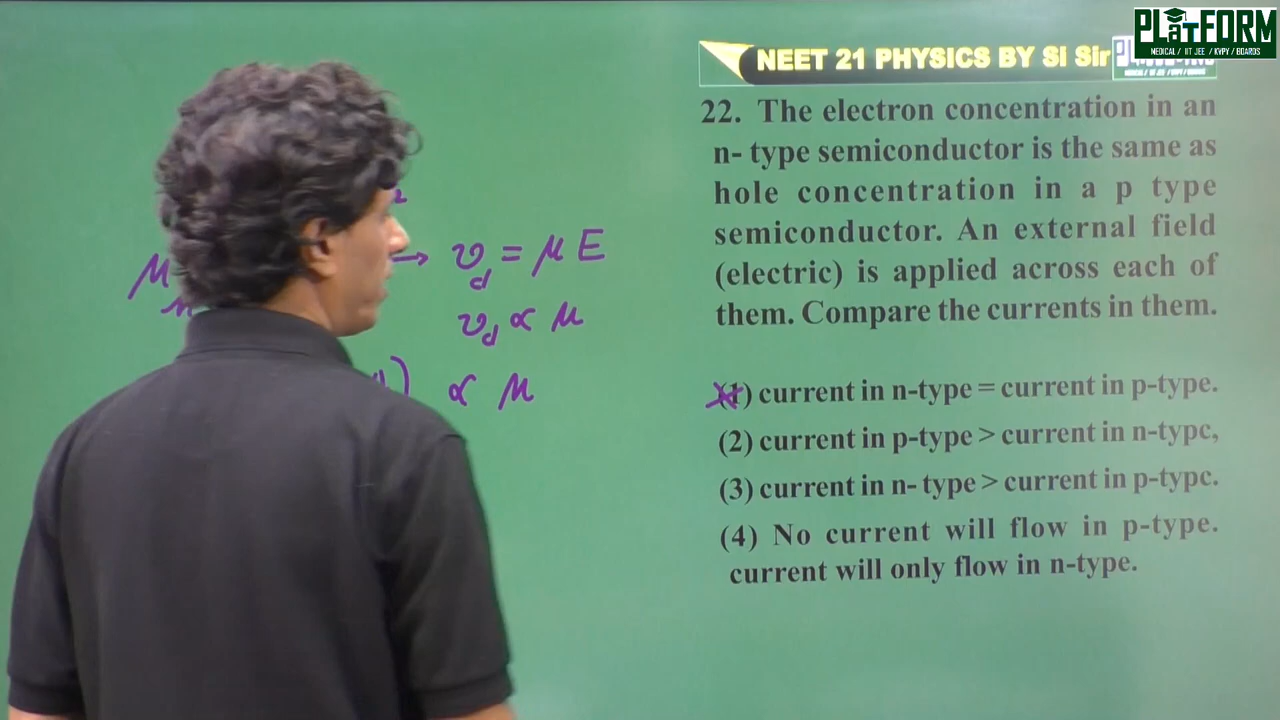 PLaTFORM
MEDICAL / IIT JEE / KVPY / BOARDS
NEET 21 PHYSICS BY SI Sir
22. The electron concentration in an
n- type semiconductor is the same as
hole concentration in a p type
semiconductor. An external field
(electric) is applied across each of
them. Compare the currents in them.
(1) current in n-type = current in p-type.
(2) current in p-type > current in n-typc,
(3) current in n- type > current in p-typc.
(4) No current will flow in p-type.
current will only flow in n-type.
μ → v_d = μ E
v_d ∝ μ
) ∝ μ